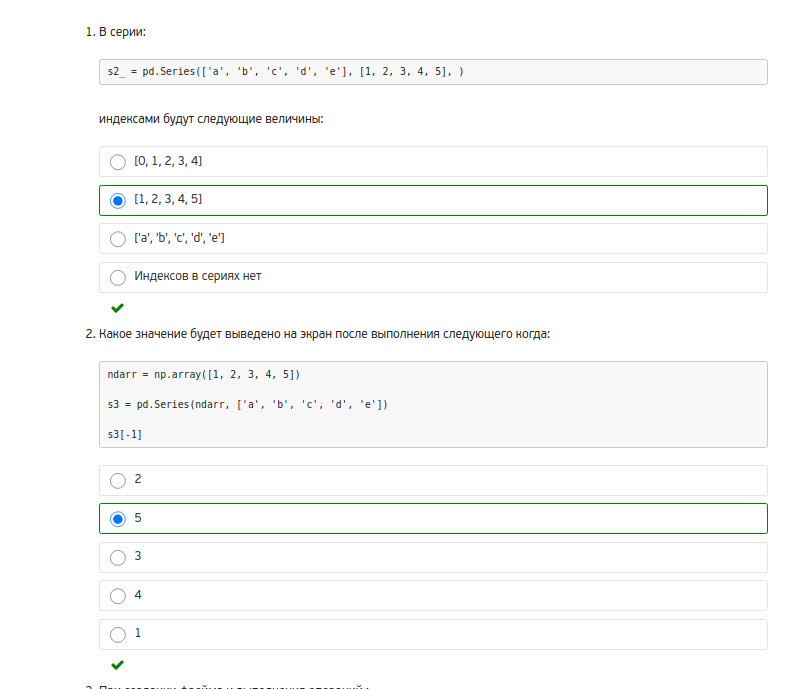 1. В серии:
s2_ = pd.Series(['a', 'b', 'c', 'd', 'e'], [1, 2, 3, 4, 5], )
индексами будут следующие величины:
[0, 1, 2, 3, 4]
[1, 2, 3, 4, 5]
['a', 'b', 'c', 'd', 'e']
Индексов в сериях нет
2. Какое значение будет выведено на экран после выполнения следующего когда:
ndarr = np.array([1, 2, 3, 4, 5])
s3 = pd.Series(ndarr, ['a', 'b', 'c', 'd', 'e'])
s3[-1]
2
5
3
4
1